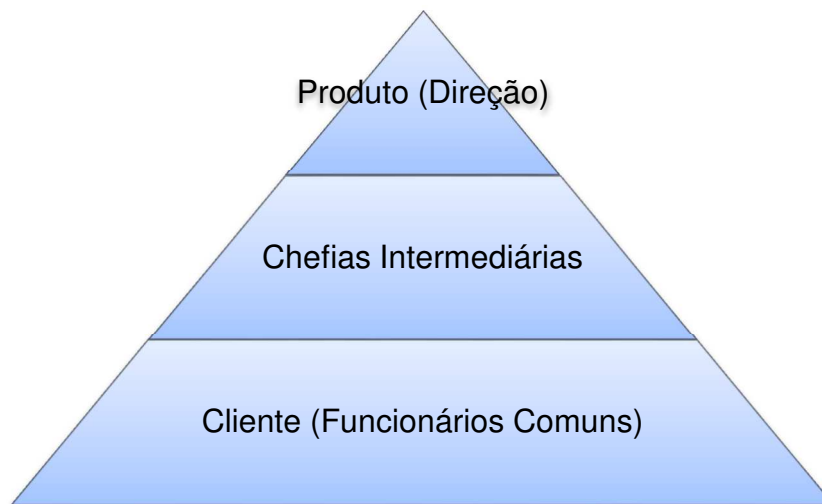 Produto (Direção)
Chefias Intermediárias
Cliente (Funcionários Comuns)